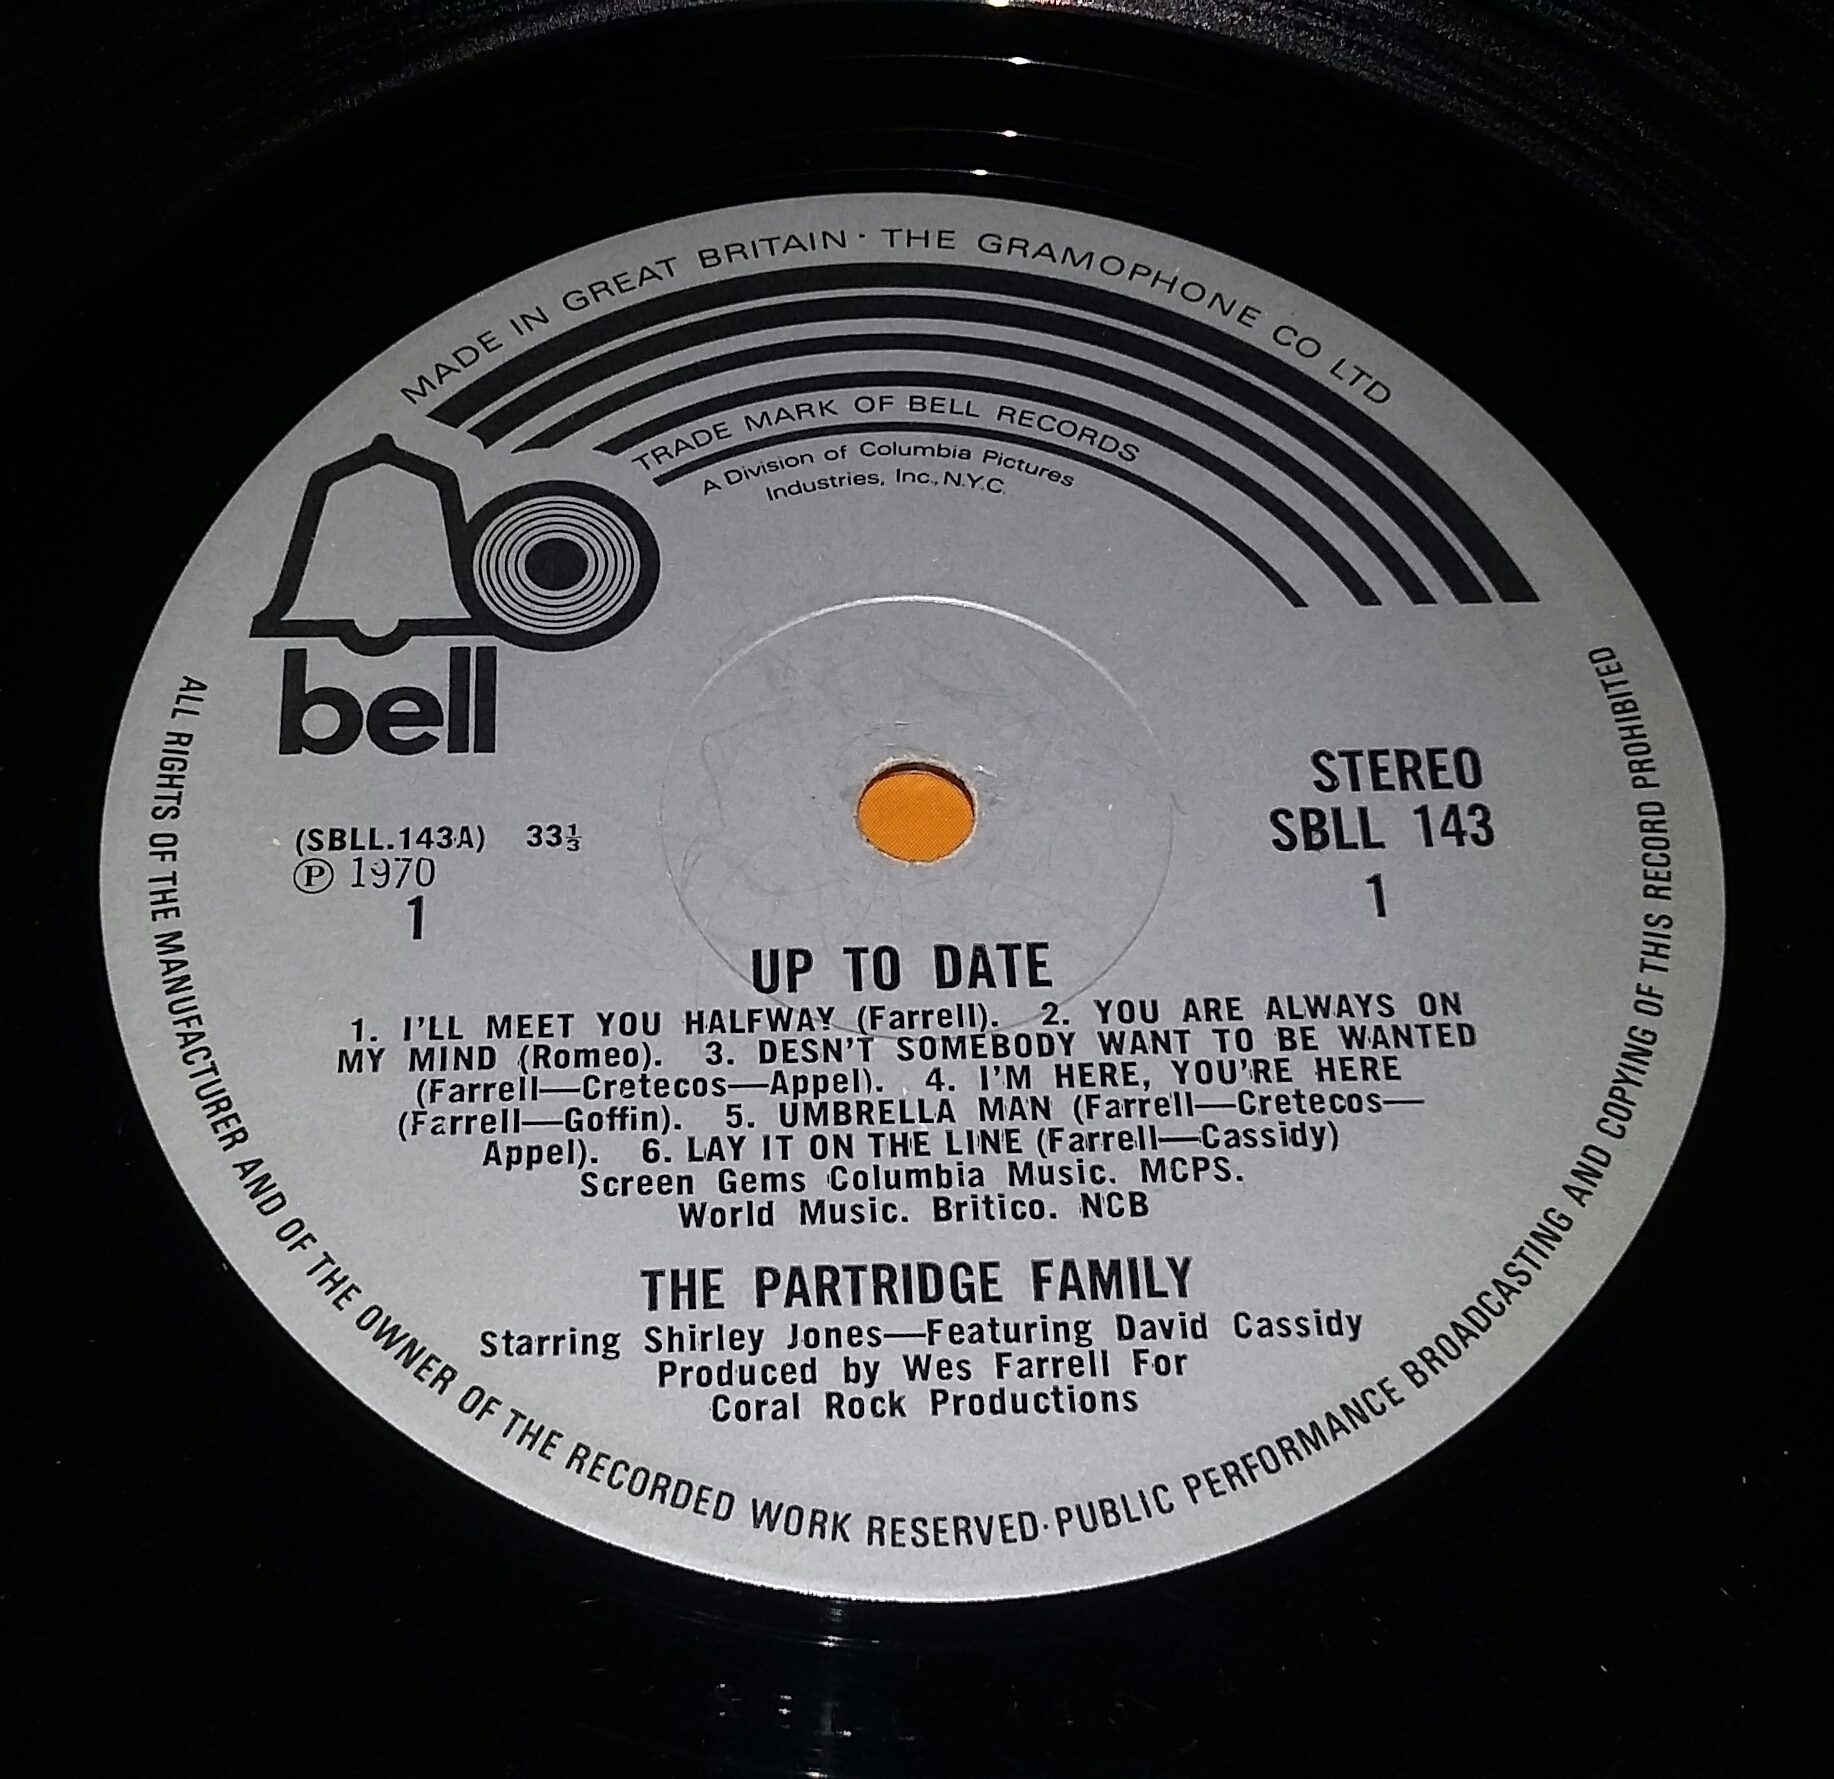 MADE IN GREAT BRITAIN · THE GRAMOPHONE CO LTD
TRADE MARK OF BELL RECORDS
A Division of Columbia Pictures
Industries, Inc., N.Y.C.
bell
STEREO
SBLL 143
1
(SBLL.143A) 33⅓
Ⓟ 1970
1
UP TO DATE
1. I'LL MEET YOU HALFWAY (Farrell). 2. YOU ARE ALWAYS ON
MY MIND (Romeo). 3. DESN'T SOMEBODY WANT TO BE WANTED
(Farrell—Cretecos—Appel). 4. I'M HERE, YOU'RE HERE
(Farrell—Goffin). 5. UMBRELLA MAN (Farrell—Cretecos—
Appel). 6. LAY IT ON THE LINE (Farrell—Cassidy)
Screen Gems Columbia Music. MCPS.
World Music. Britico. NCB
THE PARTRIDGE FAMILY
Starring Shirley Jones—Featuring David Cassidy
Produced by Wes Farrell For
Coral Rock Productions
ALL RIGHTS OF THE MANUFACTURER AND OF THE OWNER OF THE RECORDED WORK RESERVED·PUBLIC PERFORMANCE BROADCASTING AND COPYING OF THIS RECORD PROHIBITED